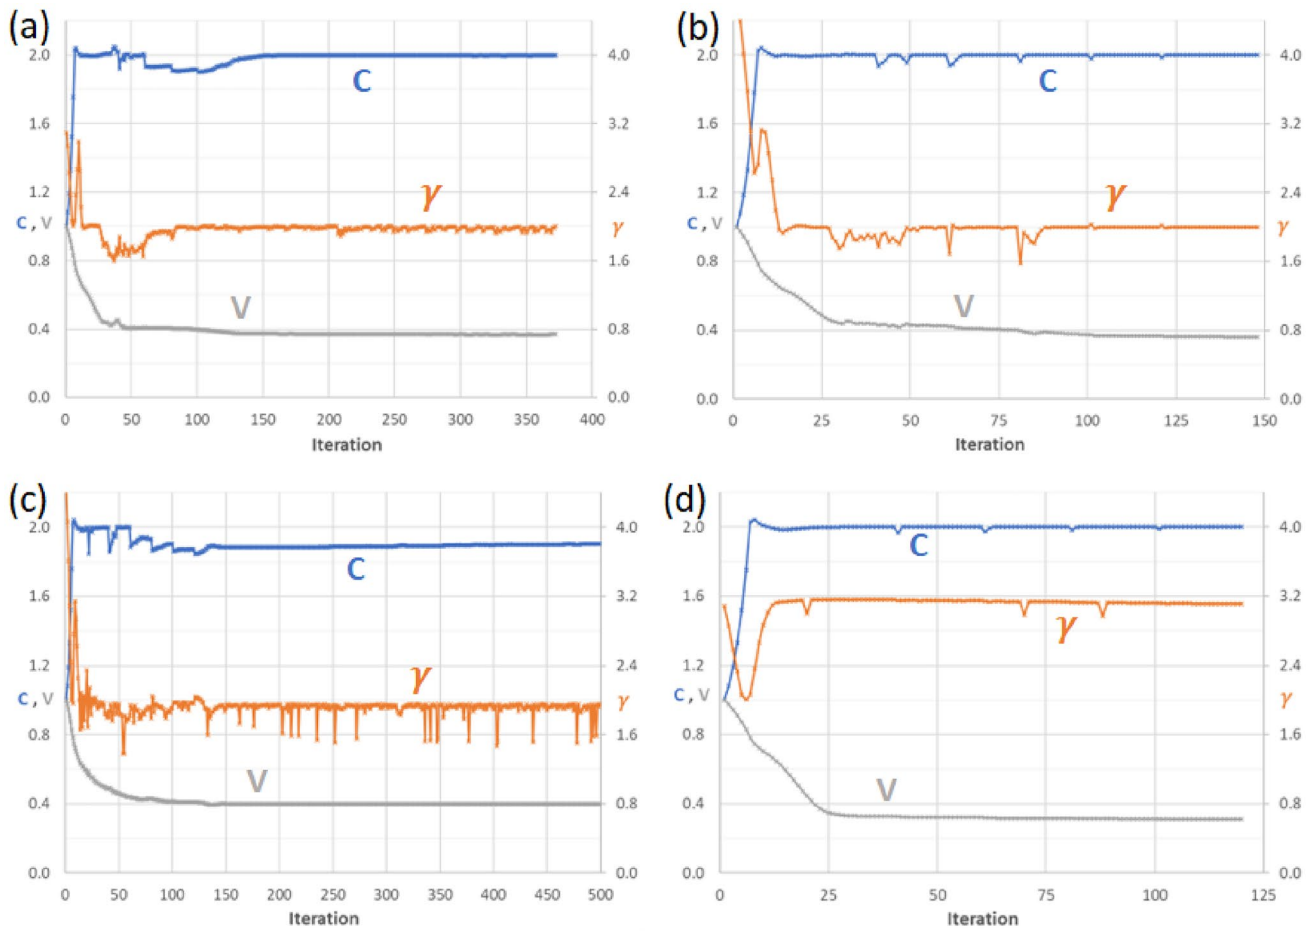 (a)
2.0 4.0
C
1.6 3.2
1.2 γ 2.4
C , V γ
0.8 1.6
V
0.4 0.8
0.0 0.0
0 50 100 150 200 250 300 350 400
Iteration
(b)
2.0 4.0
C
1.6 3.2
1.2 γ 2.4
C , V γ
0.8 1.6
V
0.4 0.8
0.0 0.0
0 25 50 75 100 125 150
Iteration
(c)
2.0 4.0
C
1.6 3.2
1.2 γ 2.4
C , V γ
0.8 1.6
V
0.4 0.8
0.0 0.0
0 50 100 150 200 250 300 350 400 450 500
Iteration
(d)
2.0 4.0
C
1.6 3.2
γ
1.2 2.4
C , V γ
0.8 1.6
V
0.4 0.8
0.0 0.0
0 25 50 75 100 125
Iteration